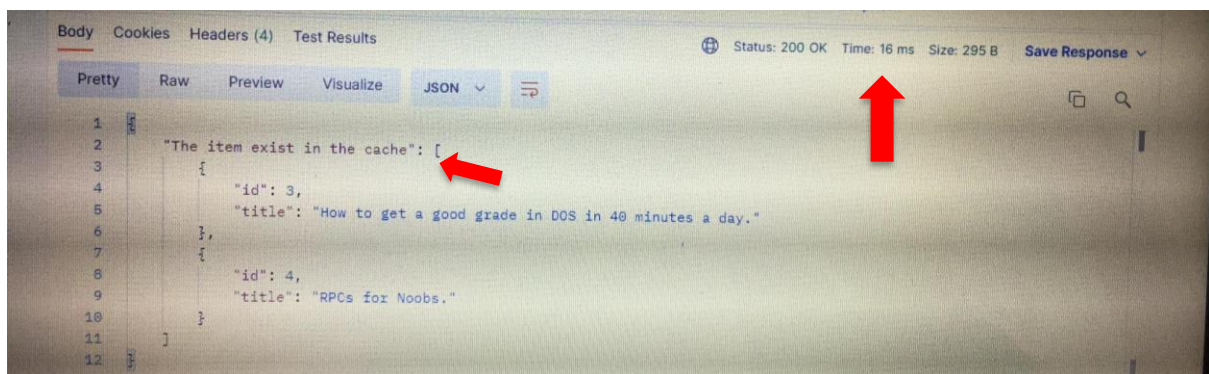 Body Cookies Headers (4) Test Results
Status: 200 OK Time: 16 ms Size: 295 B Save Response
Pretty Raw Preview Visualize JSON
1 {
2 "The item exist in the cache": [
3 {
4 "id": 3,
5 "title": "How to get a good grade in DOS in 40 minutes a day."
6 },
7 {
8 "id": 4,
9 "title": "RPCs for Noobs."
10 }
11 ]
12 }